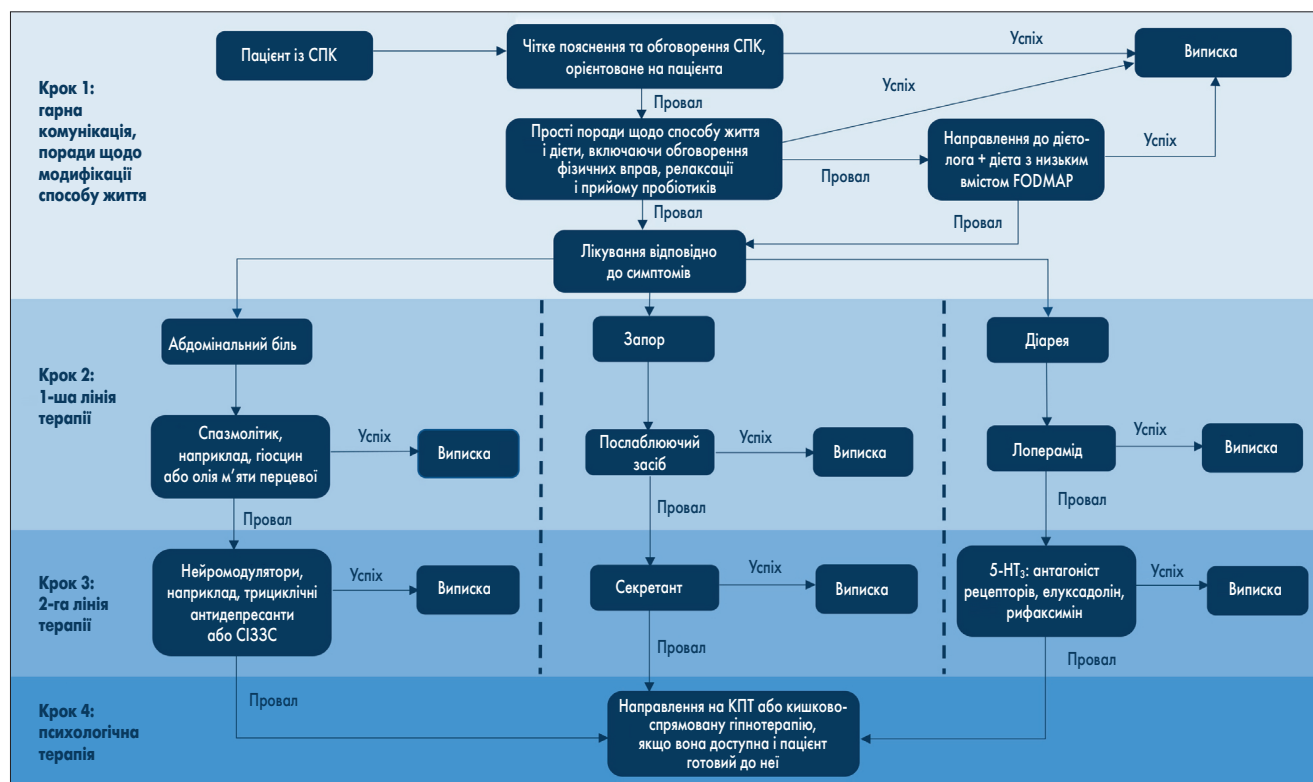 Пацієнт із СПК
Чітке пояснення та обговорення СПК,
орієнтоване на пацієнта
Успіх
Виписка
Крок 1:
гарна
комунікація,
поради щодо
модифікації
способу життя
Провал
Успіх
Прості поради щодо способу життя
і дієти, включаючи обговорення
фізичних вправ, релаксації
і прийому пробіотиків
Провал
Направлення до дієто-
лога + дієта з низьким
вмістом FODMAP
Успіх
Провал
Провал
Лікування відповідно
до симптомів
Крок 2:
1-ша лінія
терапії
Абдомінальний біль
Запор
Діарея
Спазмолітик,
наприклад, гіосцин
або олія м’яти перцевої
Успіх
Виписка
Послаблюючий
засіб
Успіх
Виписка
Лоперамід
Успіх
Виписка
Провал
Провал
Провал
Крок 3:
2-га лінія
терапії
Нейромодулятори,
наприклад, трициклічні
антидепресанти
або СІЗЗС
Успіх
Виписка
Секретант
Успіх
Виписка
5-НТ₃: антагоніст
рецепторів, елуксадолін,
рифаксимін
Успіх
Виписка
Провал
Провал
Провал
Крок 4:
психологічна
терапія
Направлення на КПТ або кишково-
спрямовану гіпнотерапію,
якщо вона доступна і пацієнт
готовий до неї